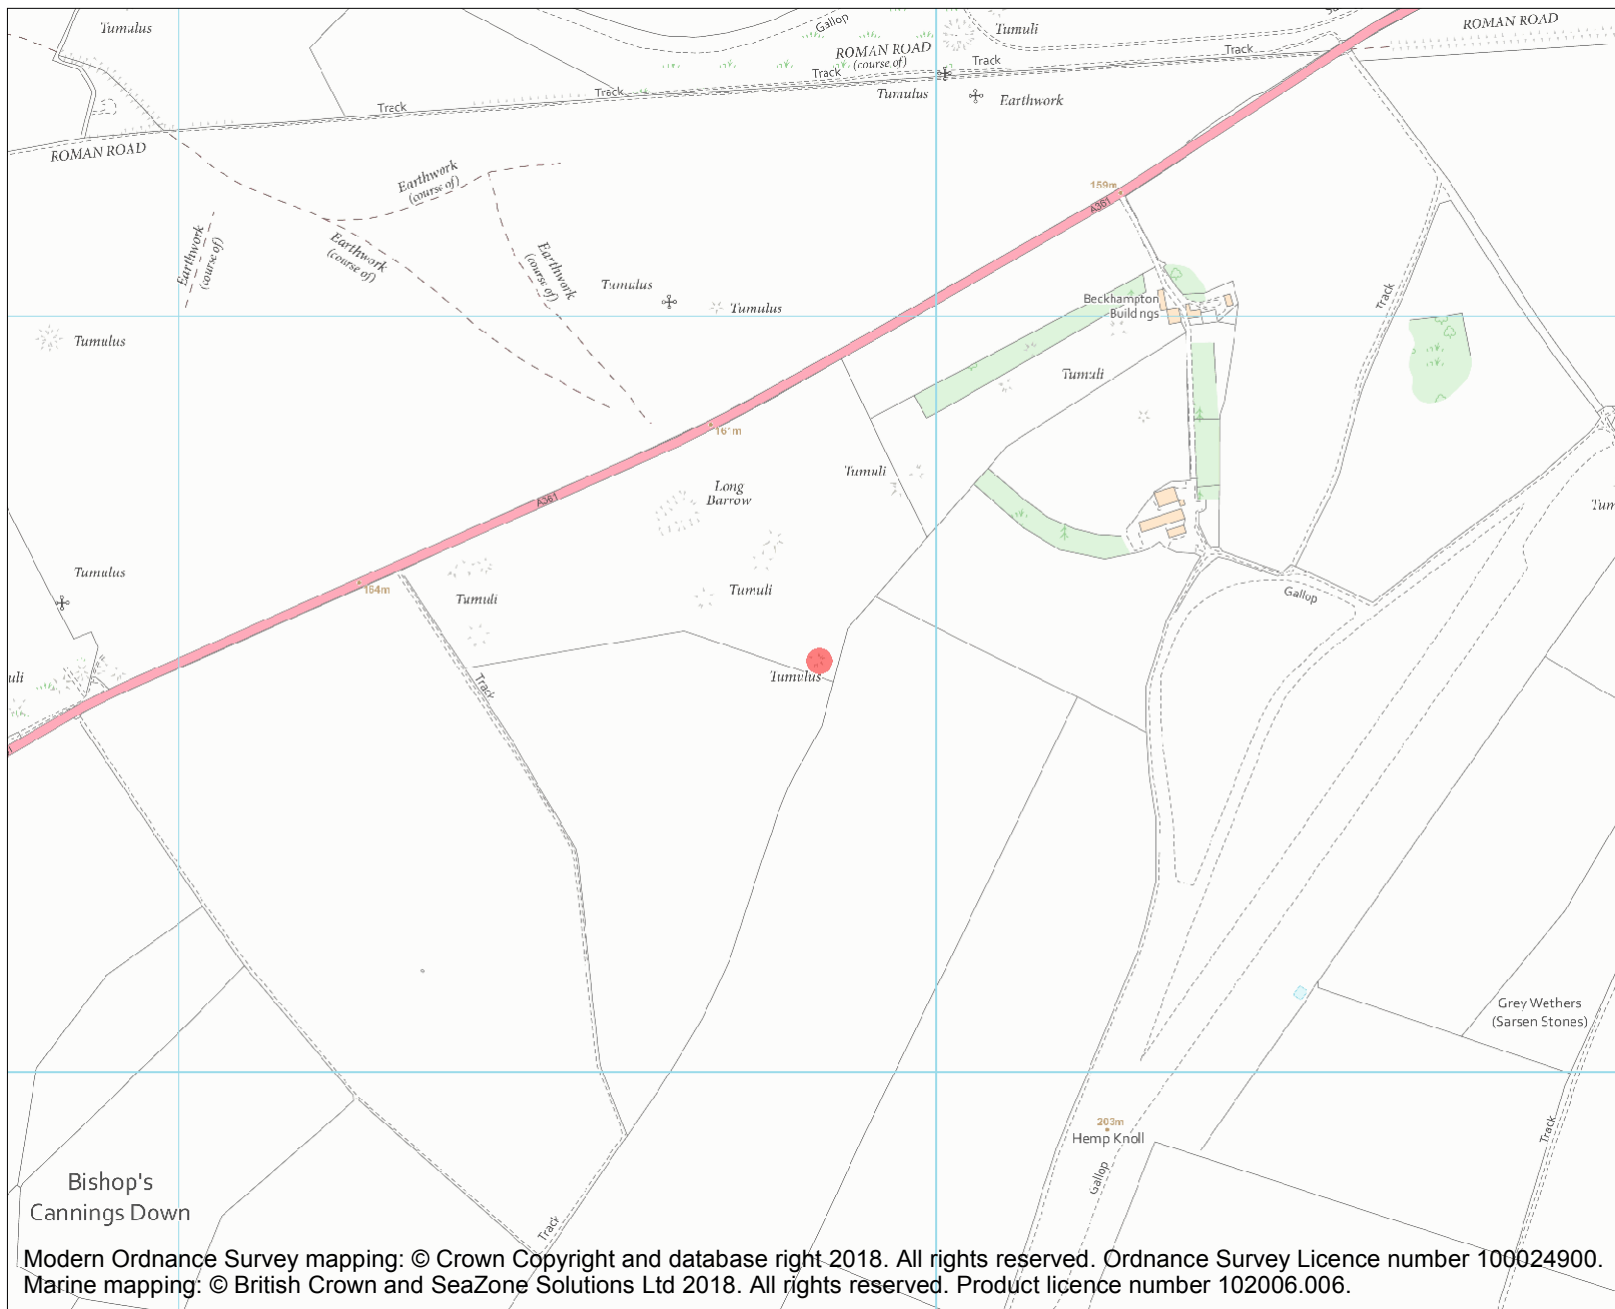 Tumulus
Gallop
Tumuli
ROMAN ROAD
ROMAN ROAD
(course of)
Track
Track
Track
Tumulus
Earthwork
Track
Track
ROMAN ROAD
Earthwork
(course of)
159m
A361
Earthwork
(course of)
Earthwork
(course of)
Earthwork
(course of)
Tumulus
Tumulus
Beckhampton
Buildings
Track
Tumulus
Tumuli
161m
Tumuli
Long
Barrow
A361
Tumulus
164m
Tumuli
Tumuli
Gallop
Tumulus
Track
Grey Wethers
(Sarsen Stones)
203m
Hemp Knoll
Track
Gallop
Bishop's
Cannings Down
Track
Modern Ordnance Survey mapping: © Crown Copyright and database right 2018. All rights reserved. Ordnance Survey Licence number 100024900.
Marine mapping: © British Crown and SeaZone Solutions Ltd 2018. All rights reserved. Product licence number 102006.006.